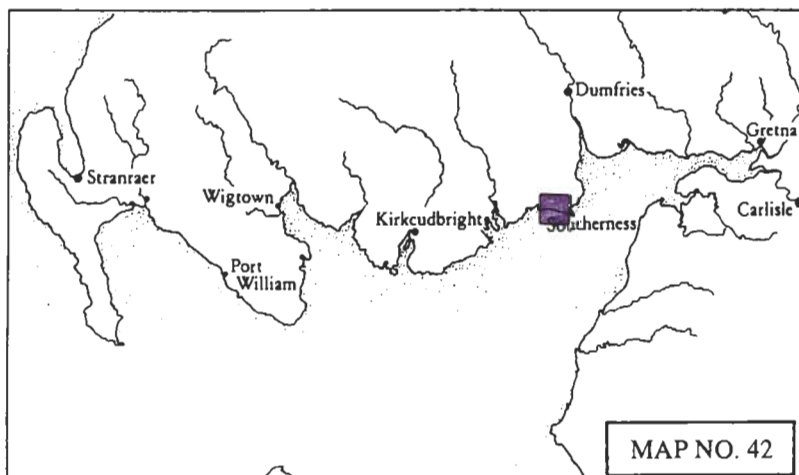 Dumfries
Gretna
Stranraer
Wigtown
Kirkcudbright
Carlisle
Southerness
Port
William
MAP NO. 42